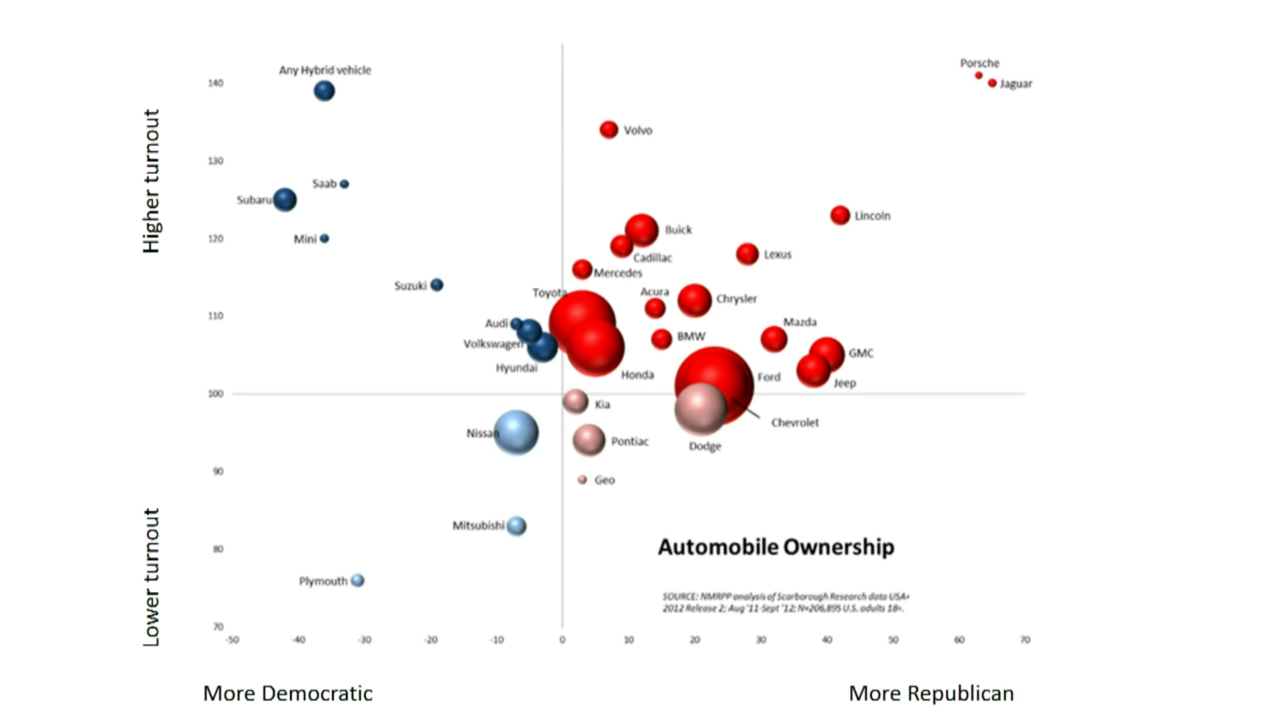 Porsche
Any Hybrid vehicle
140
Jaguar
Volvo
130
Saab
Subaru
Lincoln
Buick
120
Mini
Cadillac
Lexus
Mercedes
Suzuki
Toyota
Acura
Chrysler
110
Audi
Mazda
BMW
Volkswagen
GMC
Hyundai
Honda
Ford
Jeep
100
Kia
Chevrolet
Nissan
Pontiac
Dodge
90
Geo
Mitsubishi
80
Plymouth
70
-50 -40 -30 -20 -10 0 10 20 30 40 50 60 70
Higher turnout
Lower turnout
Automobile Ownership
SOURCE: NMRPP analysis of Scarborough Research data USA+
2012 Release 2; Aug '11-Sept '12; N=206,895 U.S. adults 18+.
More Democratic
More Republican